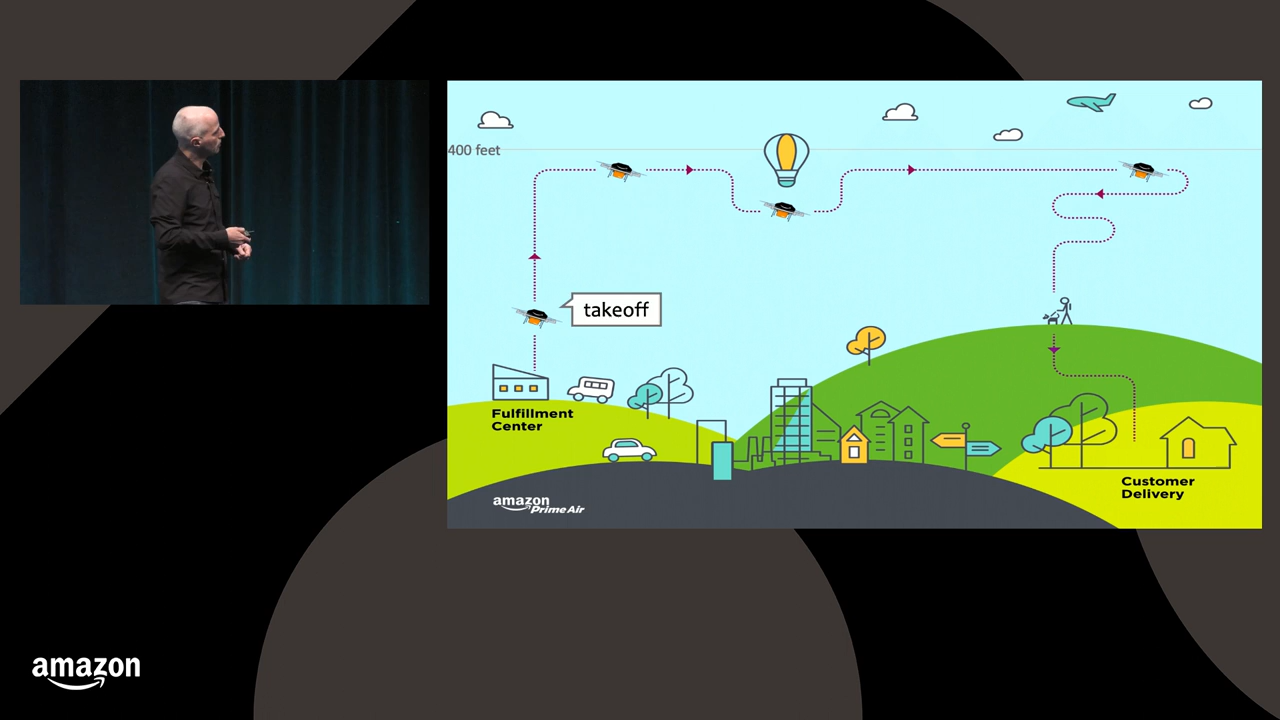 400 feet
takeoff
Fulfillment
Center
Customer
Delivery
amazon
Prime Air
amazon